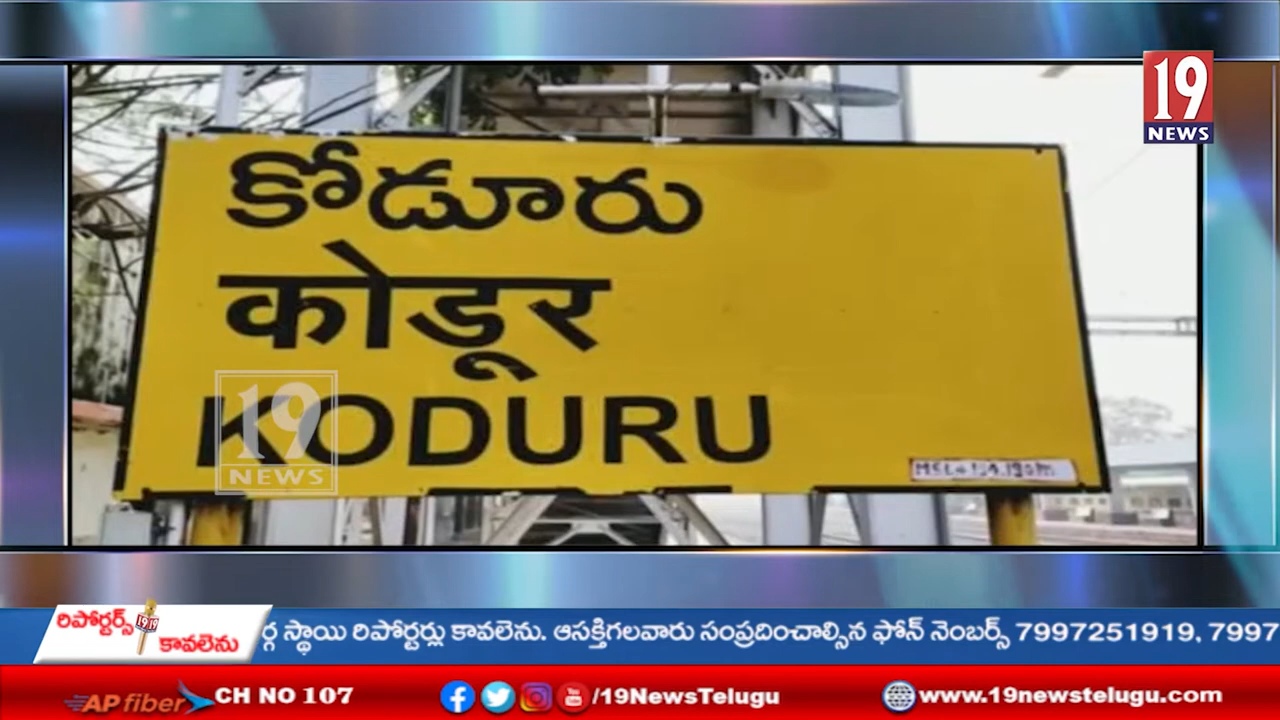 19
NEWS
కోడూరు
कोडूर
KODURU
19
NEWS
రిపోర్టర్స్
1919
కావలెను
ర్గ స్థాయి రిపోర్టర్లు కావలెను. ఆసక్తిగలవారు సంప్రదించాల్సిన ఫోన్ నెంబర్స్ 7997251919, 7997
AP fiber CH NO 107
/19NewsTelugu
www.19newstelugu.com